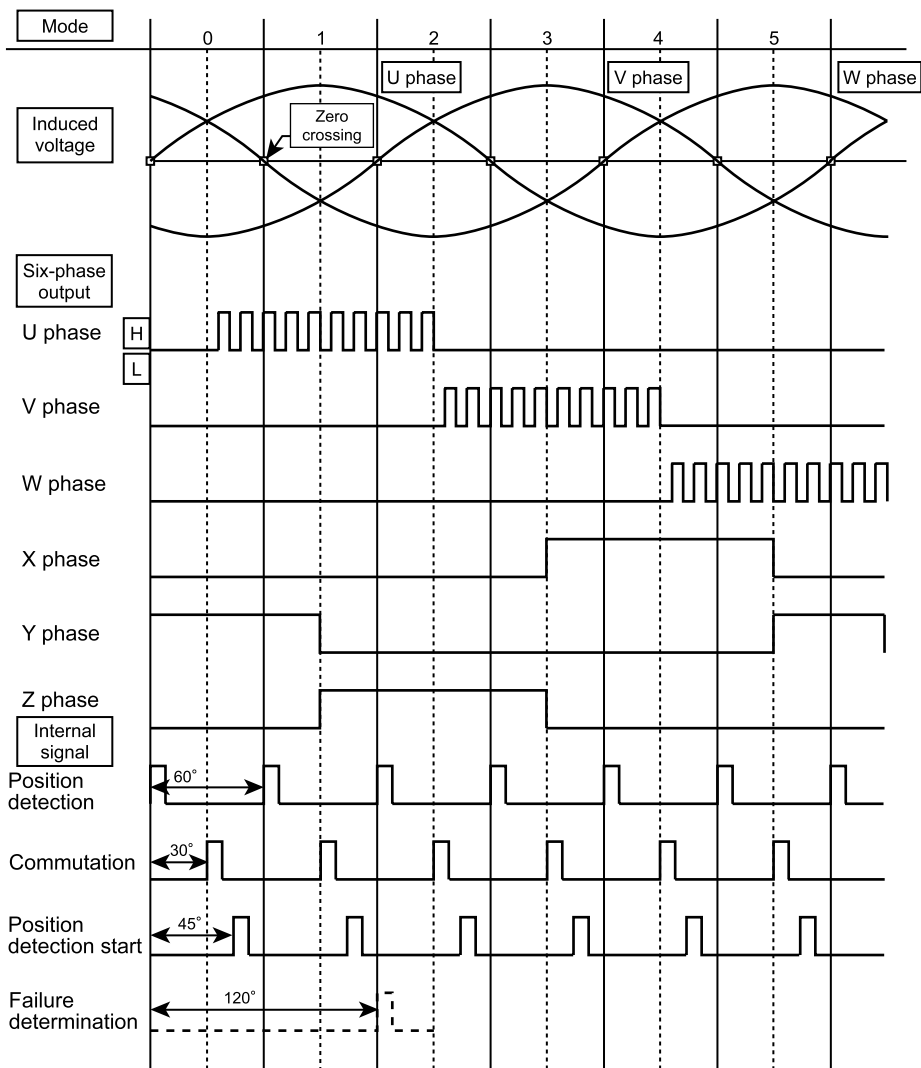 Mode
0 1 2 3 4 5
U phase V phase W phase
Induced
voltage
Zero
crossing
Six-phase
output
U phase H
L
V phase
W phase
X phase
Y phase
Z phase
Internal
signal
Position
detection
60°
Commutation
30°
Position
detection start
45°
Failure
determination
120°